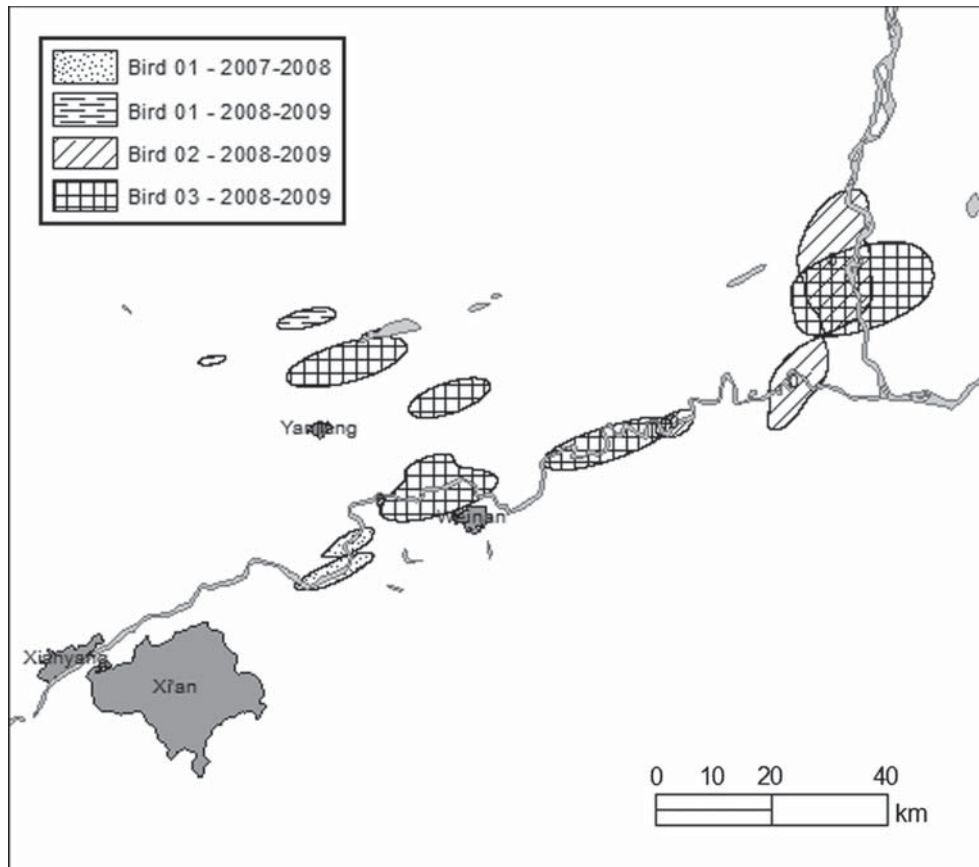 Bird 01 - 2007-2008
Bird 01 - 2008-2009
Bird 02 - 2008-2009
Bird 03 - 2008-2009
Weinan
Xianyang
Xi'an
0 10 20 40
km